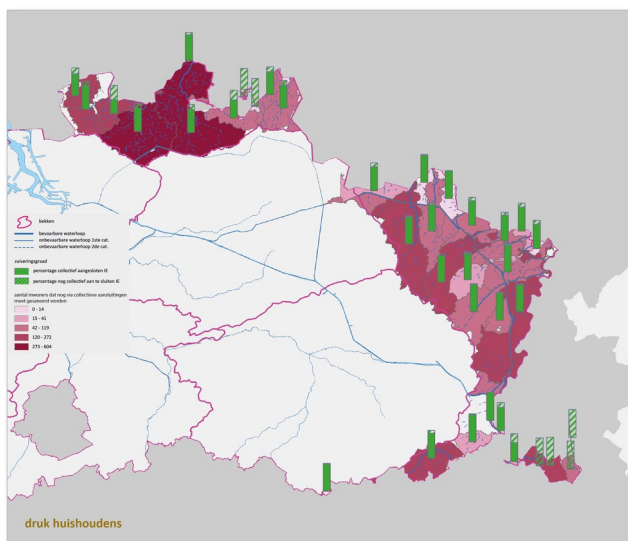 bekken
bevaarbare waterloop
onbevaarbare waterloop 1ste cat.
onbevaarbare waterloop 2de cat.
zuiveringsgraad
percentage collectief aangesloten IE
percentage nog collectief aan te sluiten IE
aantal inwoners dat nog via collectieve aansluitingen
moet gesaneerd worden
0 - 14
15 - 41
42 - 119
120 - 272
273 - 604
druk huishoudens